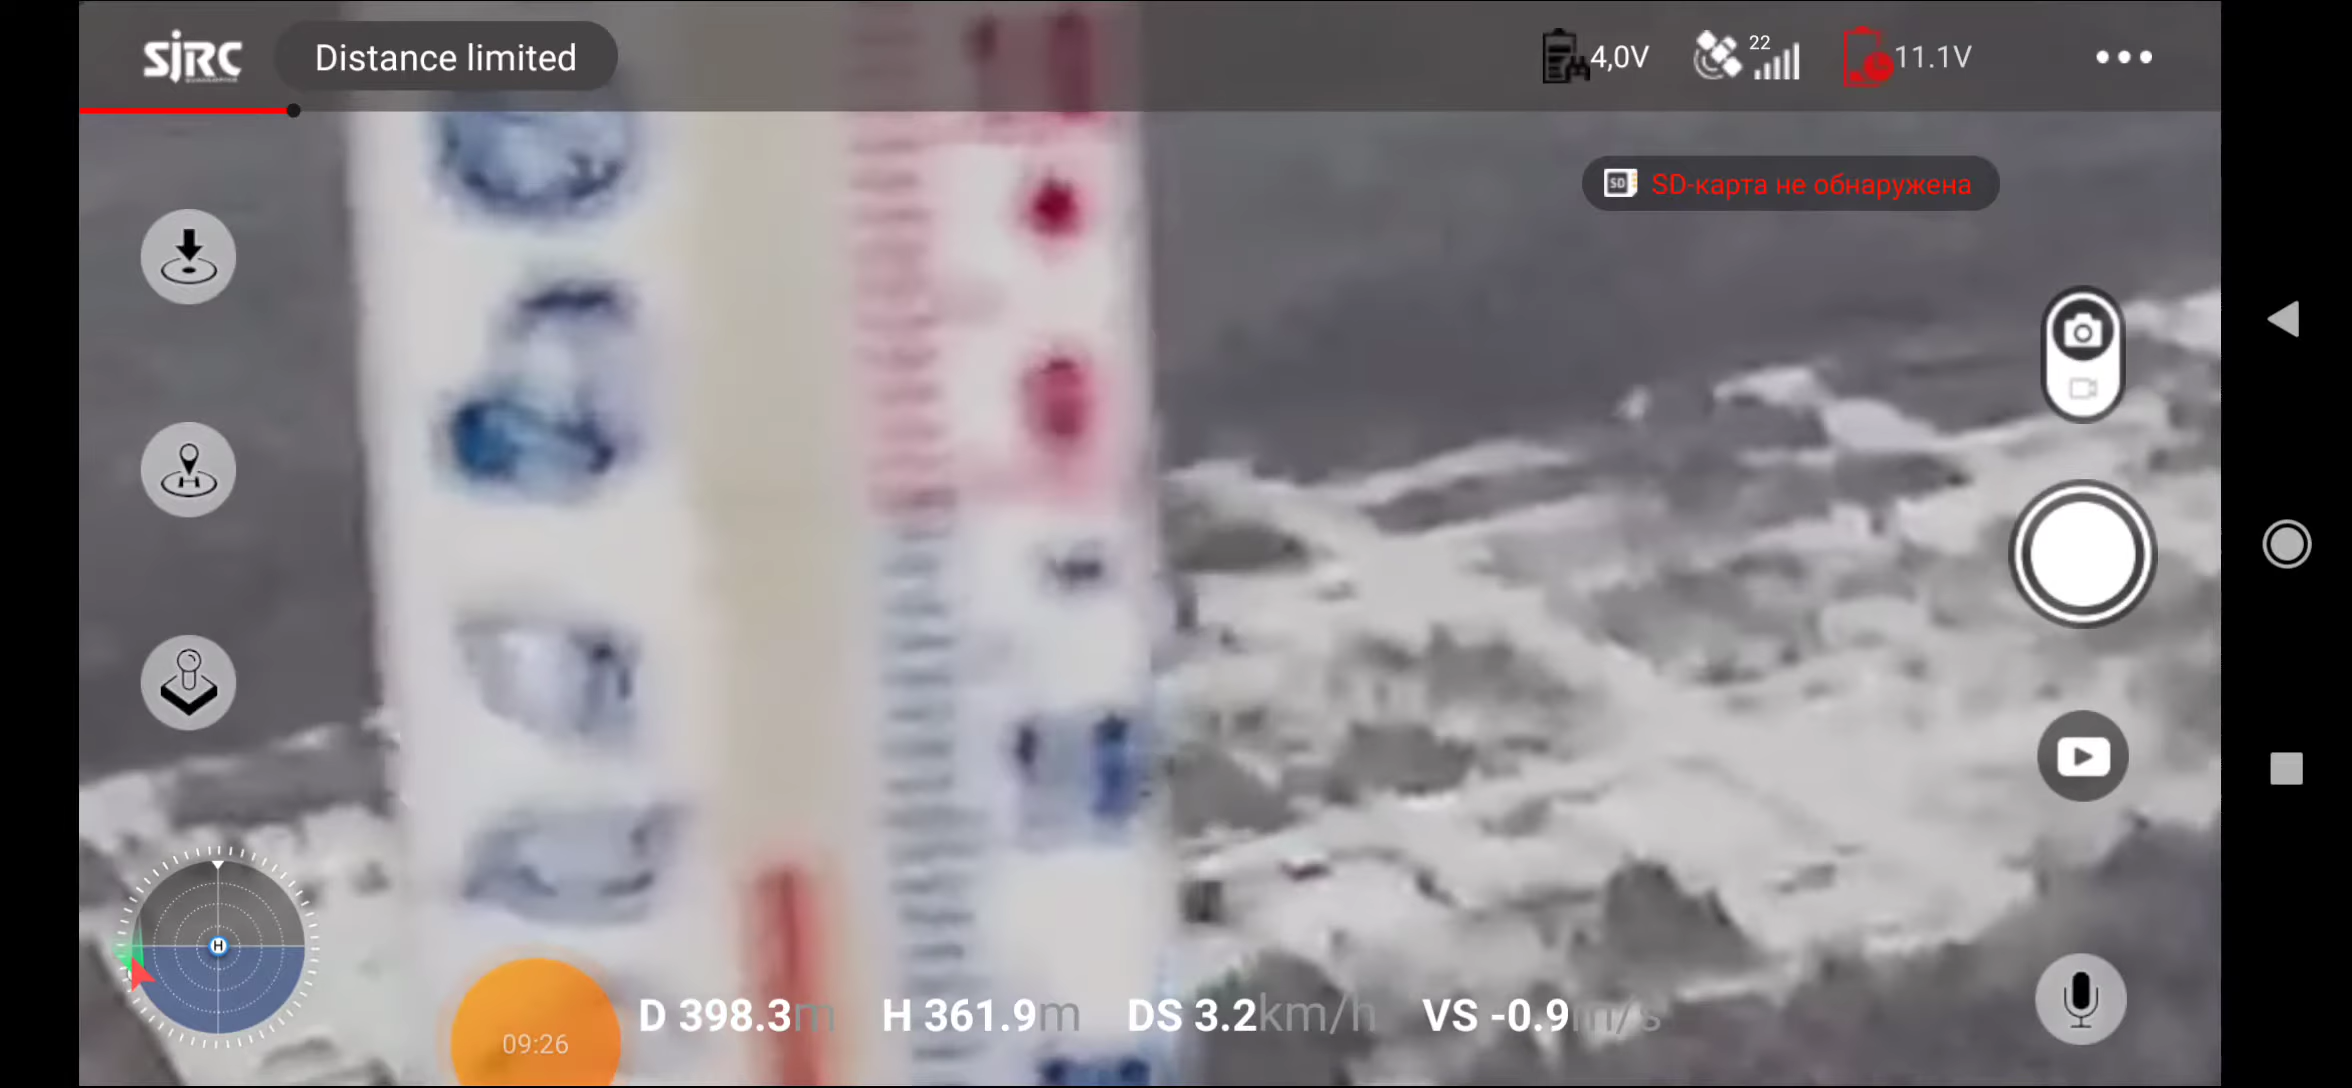 SJRC
Distance limited
4,0V
22
11.1V
SD
SD-карта не обнаружена
H
D 398.3m H 361.9m DS 3.2km/h VS -0.9m/s
09:26